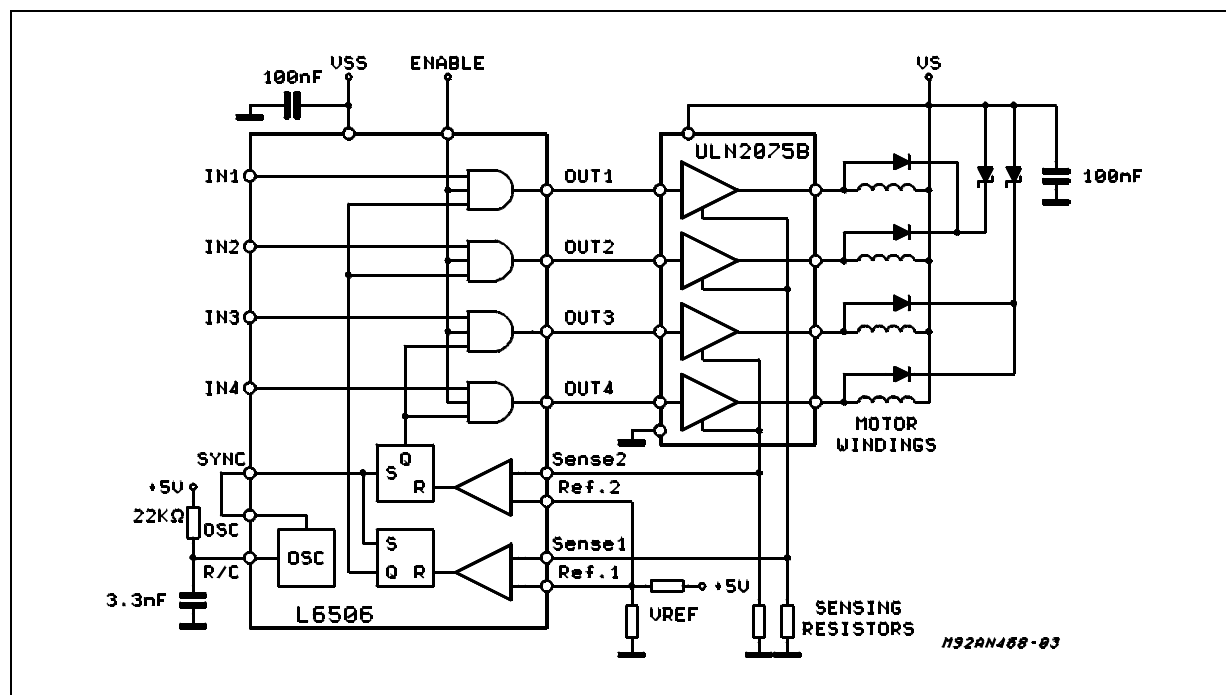 VSS
ENABLE
VS
100nF
ULN2075B
IN1
OUT1
100nF
IN2
OUT2
IN3
OUT3
IN4
OUT4
MOTOR
WINDINGS
SYNC
S
Q
R
Sense2
+5V
Ref.2
22KΩ
OSC
OSC
S
Q
R
Sense1
R/C
Ref.1
+5V
3.3nF
VREF
SENSING
RESISTORS
L6506
M92AN468-03